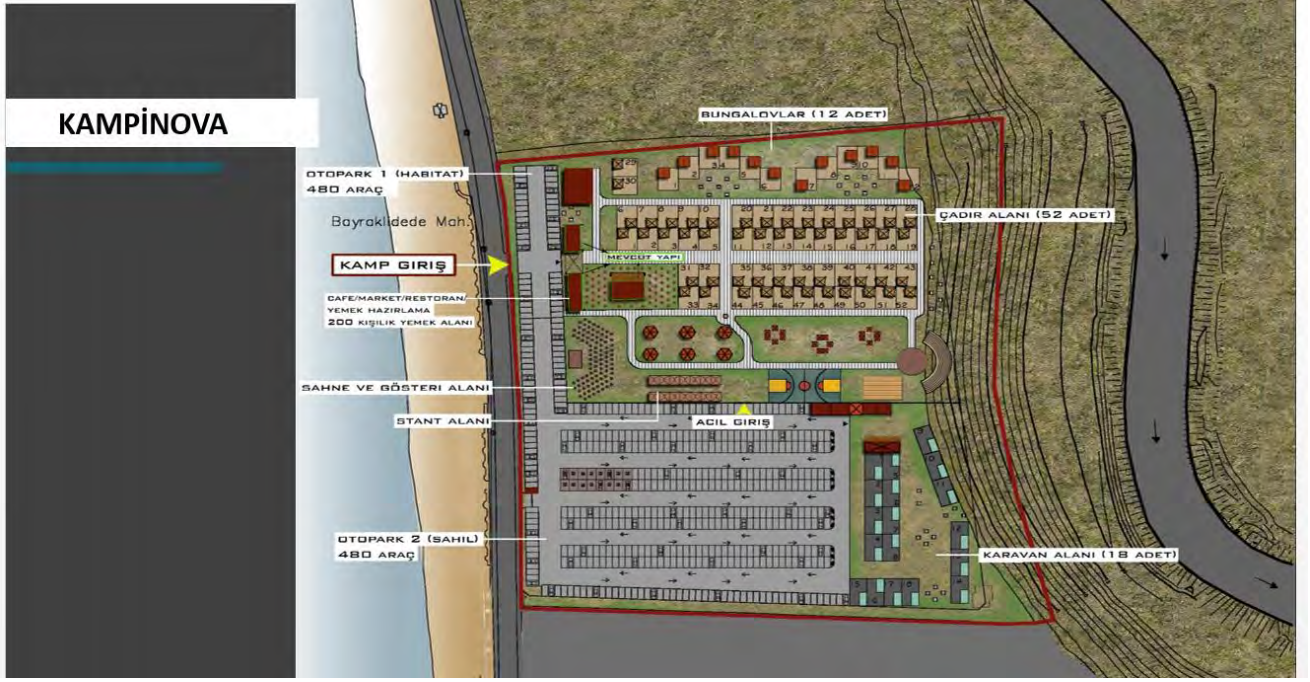 KAMPİNOVA
BUNGALOVLAR (12 ADET)
OTOPARK 1 (HABITAT)
480 ARAÇ
Bayraklidede Mah.
ÇADIR ALANI (52 ADET)
KAMP GIRIŞ
MEVCUT YAPI
CAFE/MARKET/RESTORAN/
YEMEK HAZIRLAMA
200 KIŞILIK YEMEK ALANI
SAHNE VE GÖSTERI ALANI
STANT ALANI
ACIL GIRIŞ
OTOPARK 2 (SAHIL)
480 ARAÇ
KARAVAN ALANI (18 ADET)